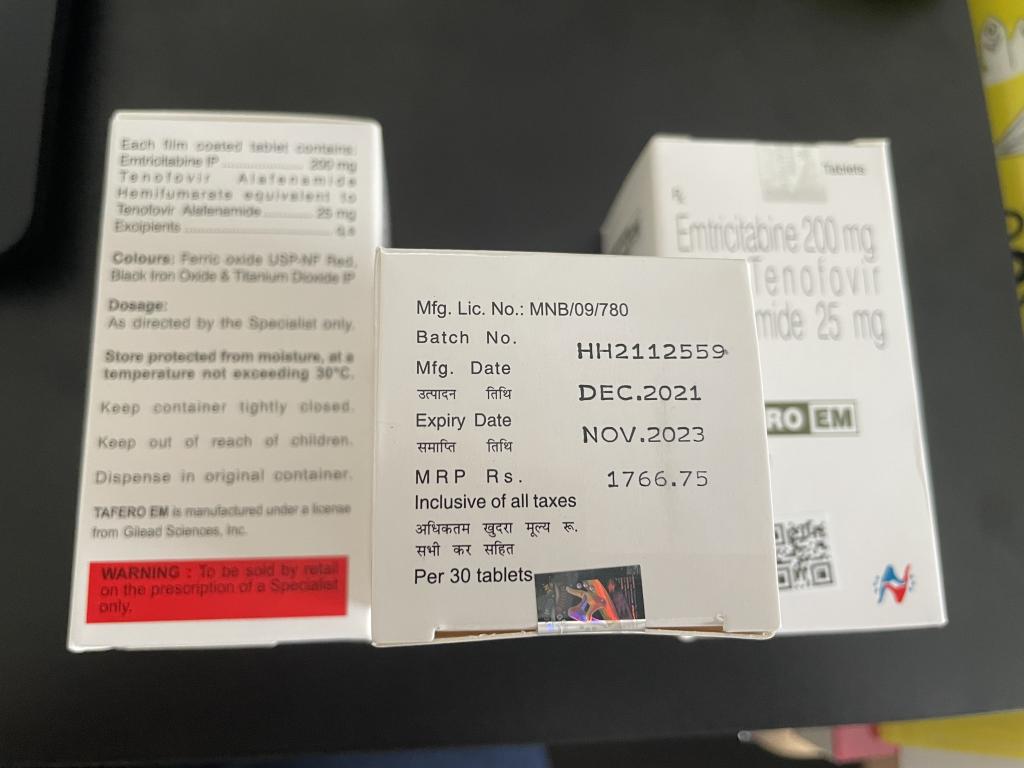 Each film coated tablet contains:
Emtricitabine IP ................... 200 mg
Tenofovir Alafenamide
Hemifumarate equivalent to
Tenofovir Alafenamide ............ 25 mg
Excipients ................................ q.s
Colours: Ferric oxide USP-NF Red,
Black Iron Oxide & Titanium Dioxide IP
Dosage:
As directed by the Specialist only.
Store protected from moisture, at a
temperature not exceeding 30°C.
Keep container tightly closed.
Keep out of reach of children.
Dispense in original container.
TAFERO EM is manufactured under a license
from Gilead Sciences, Inc.
WARNING : To be sold by retail
on the prescription of a Specialist
only.
Mfg. Lic. No.: MNB/09/780
Batch No. HH2112559
Mfg. Date
उत्पादन तिथि DEC.2021
Expiry Date
समाप्ति तिथि NOV.2023
MRP Rs. 1766.75
Inclusive of all taxes
अधिकतम खुदरा मूल्य रू.
सभी कर सहित
Per 30 tablets
Tablets
Rx
Emtricitabine 200 mg
Tenofovir
mide 25 mg
RO EM